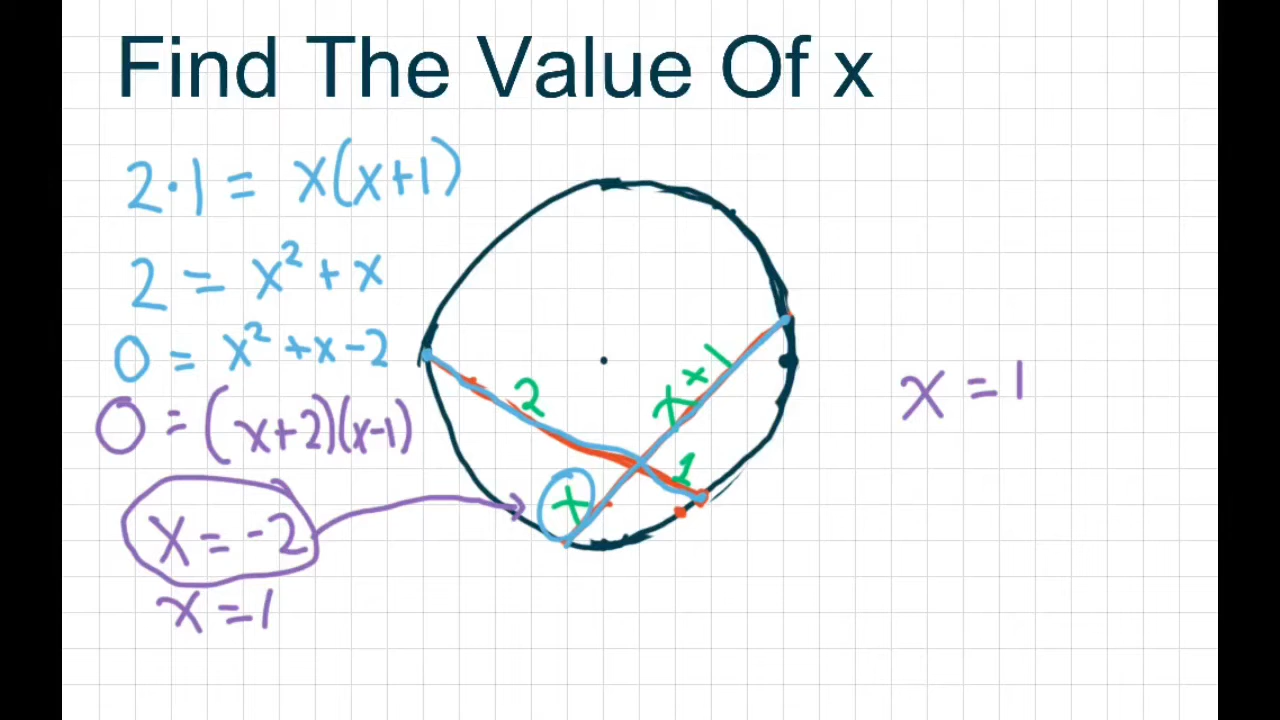 Find The Value Of x
2·1 = x(x+1)
2 = x² + x
0 = x² + x - 2
0 = (x+2)(x-1)
x = -2
x = 1
2
x+1
1
x
x = 1